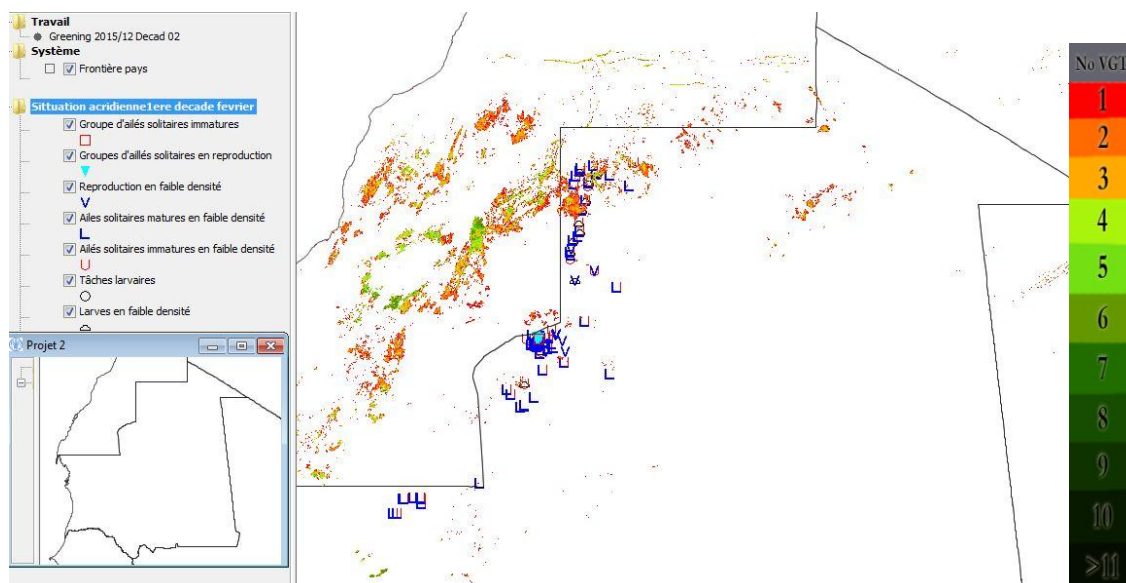 Travail
Greening 2015/12 Decad 02
Système
Frontière pays
Sittuation acridienne1ere decade fevrier
Groupe d'ailés solitaires immatures
Groupes d'aillés solitaires en reproduction
Reproduction en faible densité
Ailes solitaires matures en faible densité
Ailés solitaires immatures en faible densité
Tâches larvaires
Larves en faible densité
Projet 2
No VGT
1
2
3
4
5
6
7
8
9
10
>11